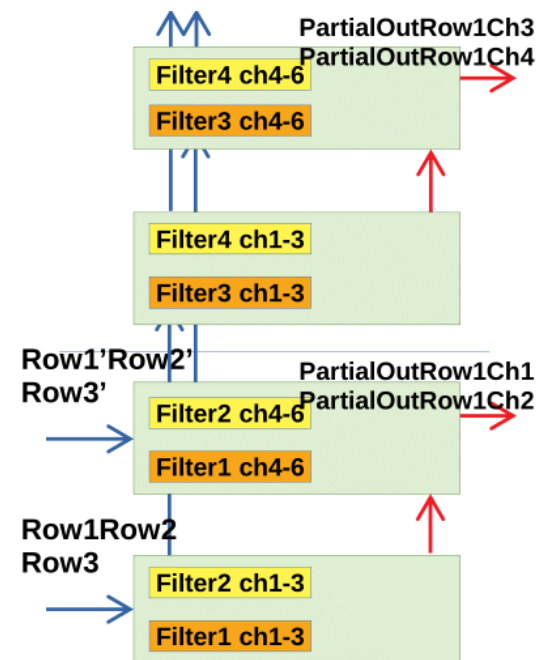 PartialOutRow1Ch3
PartialOutRow1Ch4
Filter4 ch4-6
Filter3 ch4-6
Filter4 ch1-3
Filter3 ch1-3
Row1’Row2’
Row3’
PartialOutRow1Ch1
PartialOutRow1Ch2
Filter2 ch4-6
Filter1 ch4-6
Row1Row2
Row3
Filter2 ch1-3
Filter1 ch1-3